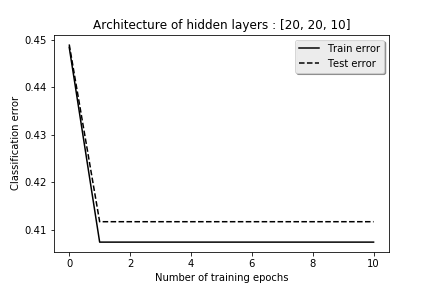 Architecture of hidden layers : [20, 20, 10]
0.45
0.44
0.43
0.42
0.41
Classification error
Train error
Test error
0 2 4 6 8 10
Number of training epochs